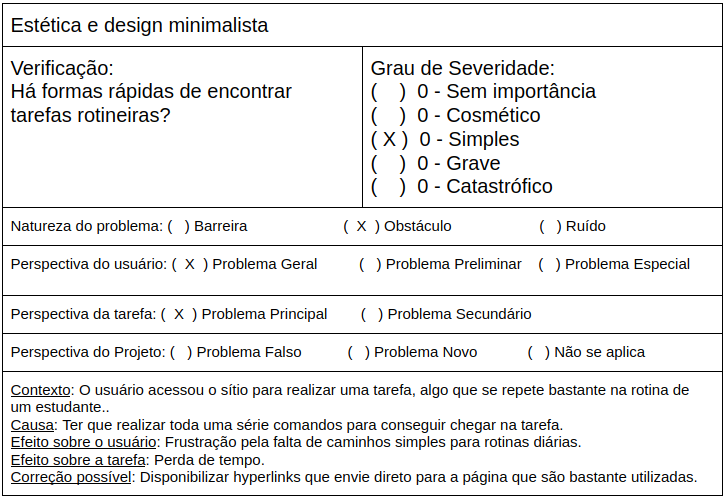 Estética e design minimalista
Verificação:
Há formas rápidas de encontrar
tarefas rotineiras?
Grau de Severidade:
(    )  0 - Sem importância
(    )  0 - Cosmético
( X )  0 - Simples
(    )  0 - Grave
(    )  0 - Catastrófico
Natureza do problema: (   ) Barreira (  X  ) Obstáculo (   ) Ruído
Perspectiva do usuário: (  X  ) Problema Geral (   ) Problema Preliminar (   ) Problema Especial
Perspectiva da tarefa: (  X  ) Problema Principal (   ) Problema Secundário
Perspectiva do Projeto: (   ) Problema Falso (   ) Problema Novo (   ) Não se aplica
Contexto: O usuário acessou o sítio para realizar uma tarefa, algo que se repete bastante na rotina de
um estudante..
Causa: Ter que realizar toda uma série comandos para conseguir chegar na tarefa.
Efeito sobre o usuário: Frustração pela falta de caminhos simples para rotinas diárias.
Efeito sobre a tarefa: Perda de tempo.
Correção possível: Disponibilizar hyperlinks que envie direto para a página que são bastante utilizadas.